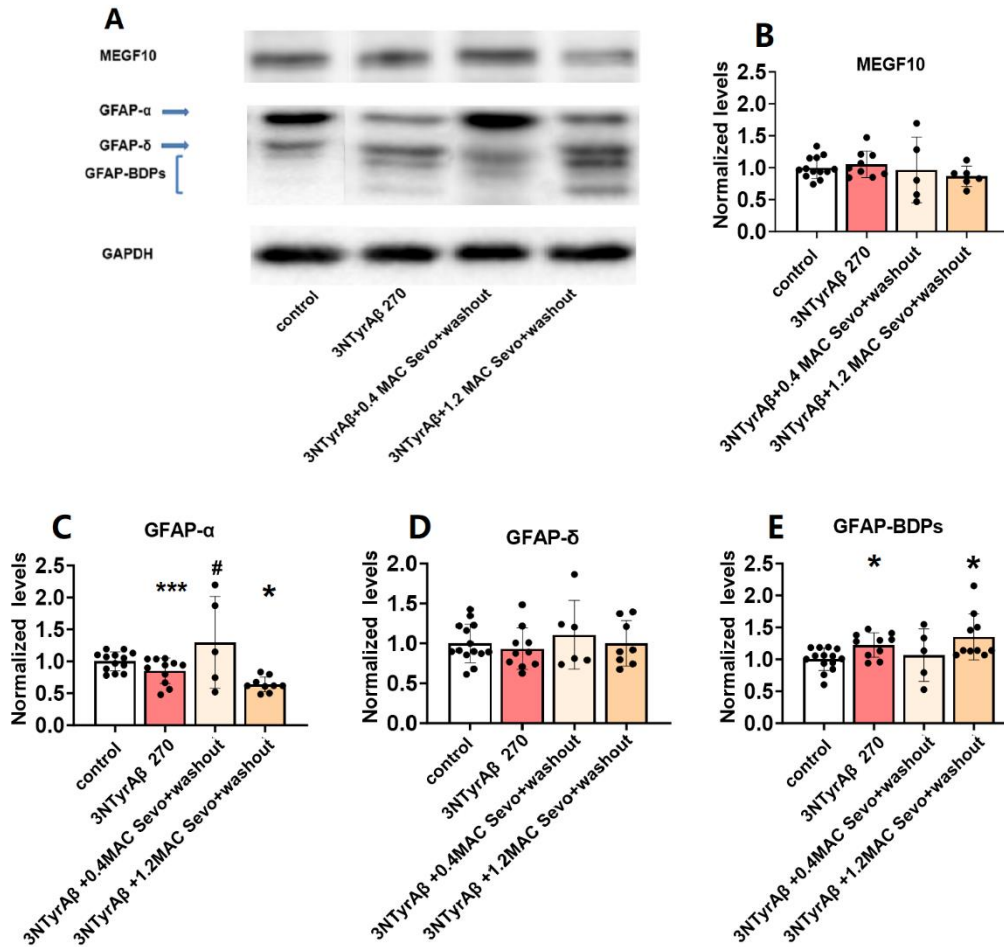 A
MEGF10
GFAP-α
GFAP-δ
GFAP-BDPs
GAPDH
control
3NTyrAβ 270
3NTyrAβ+0.4 MAC Sevo+washout
3NTyrAβ+1.2 MAC Sevo+washout
B
MEGF10
Normalized levels
2.5
2.0
1.5
1.0
0.5
0.0
control
3NTyrAβ 270
3NTyrAβ+0.4 MAC Sevo+washout
3NTyrAβ+1.2 MAC Sevo+washout
C
GFAP-α
Normalized levels
2.5
2.0
1.5
1.0
0.5
0.0
***
#
*
control
3NTyrAβ 270
3NTyrAβ +0.4MAC Sevo+washout
3NTyrAβ +1.2MAC Sevo+washout
D
GFAP-δ
Normalized levels
2.0
1.5
1.0
0.5
0.0
control
3NTyrAβ 270
3NTyrAβ +0.4MAC Sevo+washout
3NTyrAβ +1.2MAC Sevo+washout
E
GFAP-BDPs
Normalized levels
2.5
2.0
1.5
1.0
0.5
0.0
*
*
control
3NTyrAβ 270
3NTyrAβ +0.4MAC Sevo+washout
3NTyrAβ +1.2MAC Sevo+washout